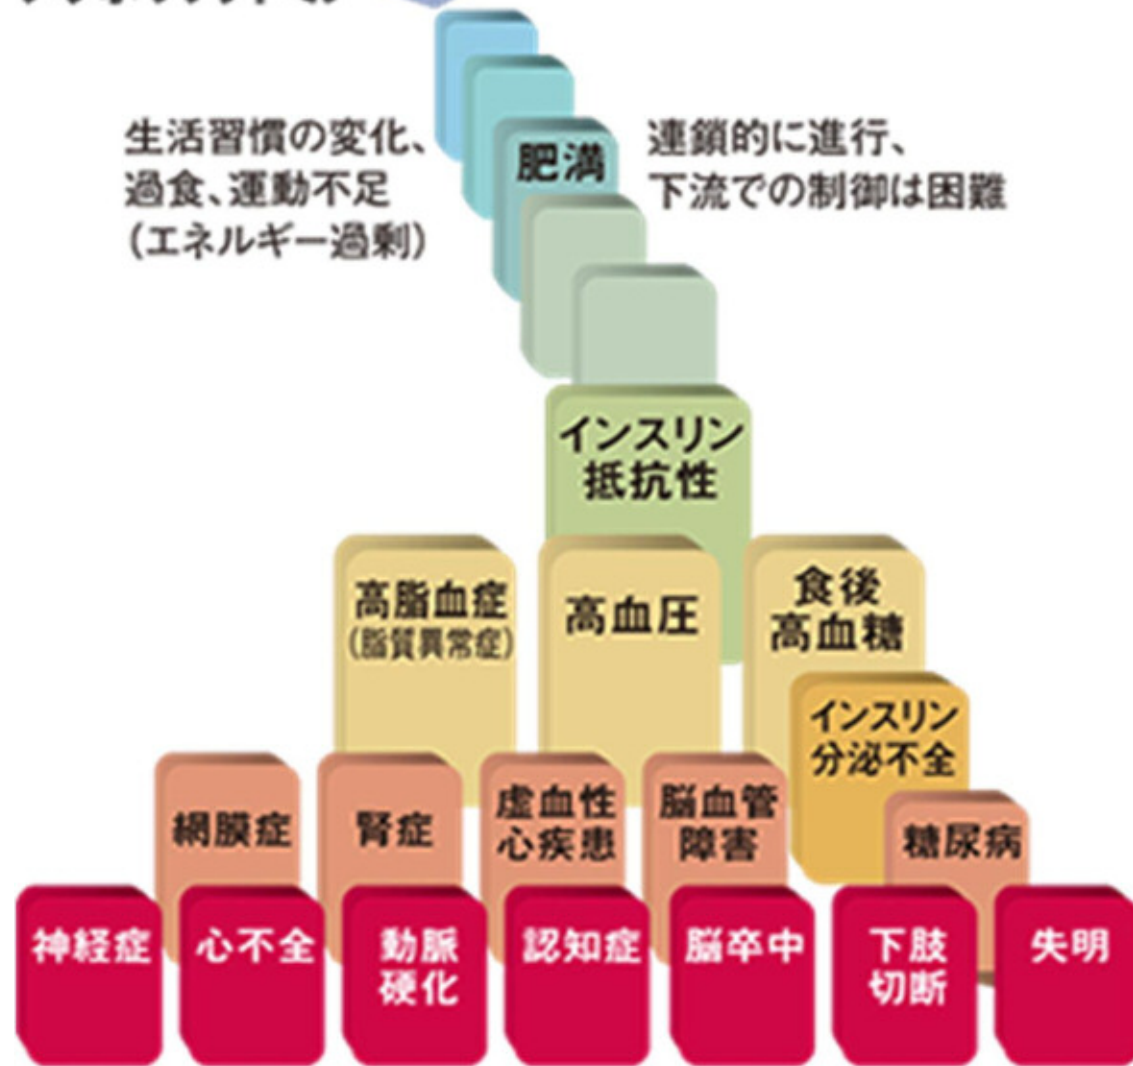 生活習慣の変化、
過食、運動不足
(エネルギー過剰)
連鎖的に進行、
下流での制御は困難
肥満
インスリン
抵抗性
高脂血症
(脂質異常症)
高血圧
食後
高血糖
インスリン
分泌不全
網膜症
腎症
虚血性
心疾患
脳血管
障害
糖尿病
神経症
心不全
動脈
硬化
認知症
脳卒中
下肢
切断
失明